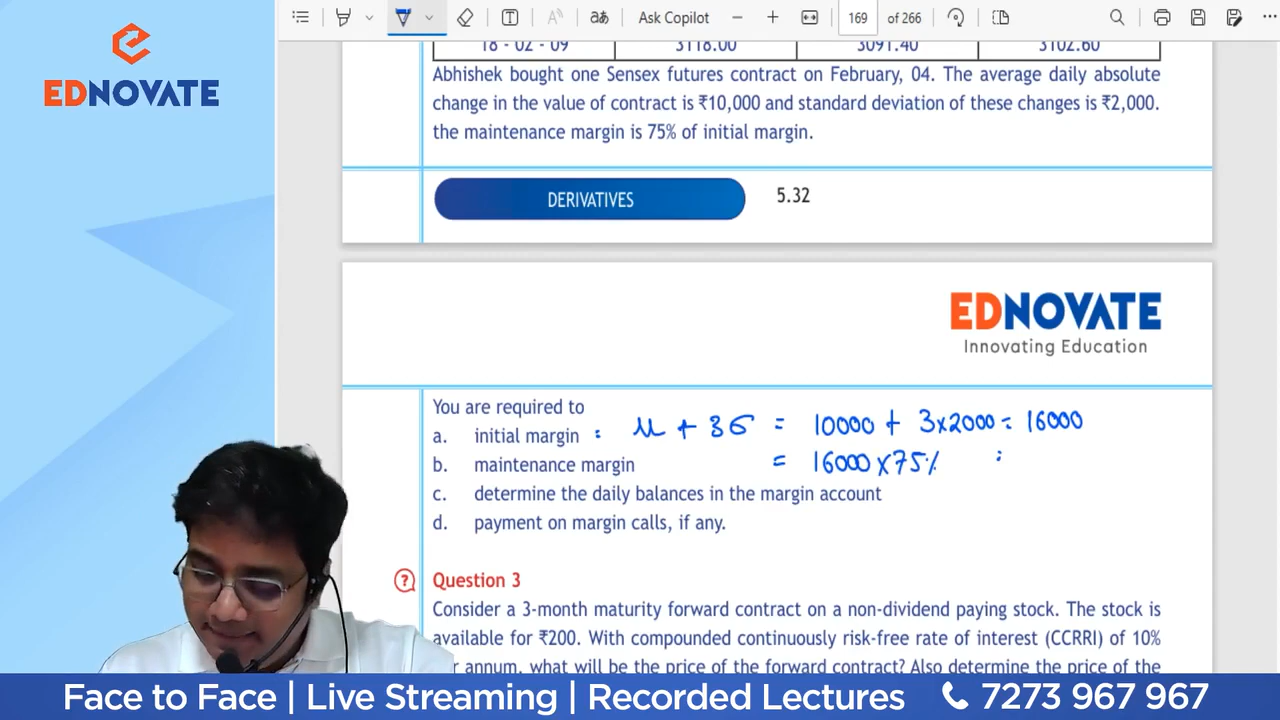 EDNOVATE
Ask Copilot
169 of 266
18 - 02 - 09 3118.00 3091.40 3102.60
Abhishek bought one Sensex futures contract on February, 04. The average daily absolute
change in the value of contract is ₹10,000 and standard deviation of these changes is ₹2,000.
the maintenance margin is 75% of initial margin.
DERIVATIVES 5.32
EDNOVATE
Innovating Education
You are required to
a. initial margin : μ + 3σ = 10000 + 3x2000 = 16000
b. maintenance margin = 16000x75% =
c. determine the daily balances in the margin account
d. payment on margin calls, if any.
? Question 3
Consider a 3-month maturity forward contract on a non-dividend paying stock. The stock is
available for ₹200. With compounded continuously risk-free rate of interest (CCRRI) of 10%
annum, what will be the price of the forward contract? Also determine the price of the
Face to Face | Live Streaming | Recorded Lectures 7273 967 967